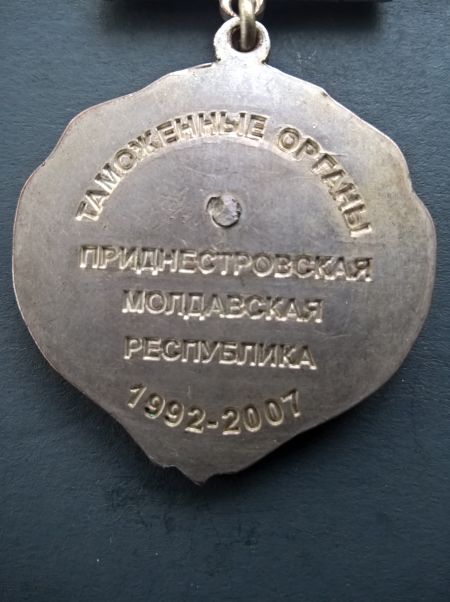 ТАМОЖЕННЫЕ ОРГАНЫ
ПРИДНЕСТРОВСКАЯ
МОЛДАВСКАЯ
РЕСПУБЛИКА
1992-2007